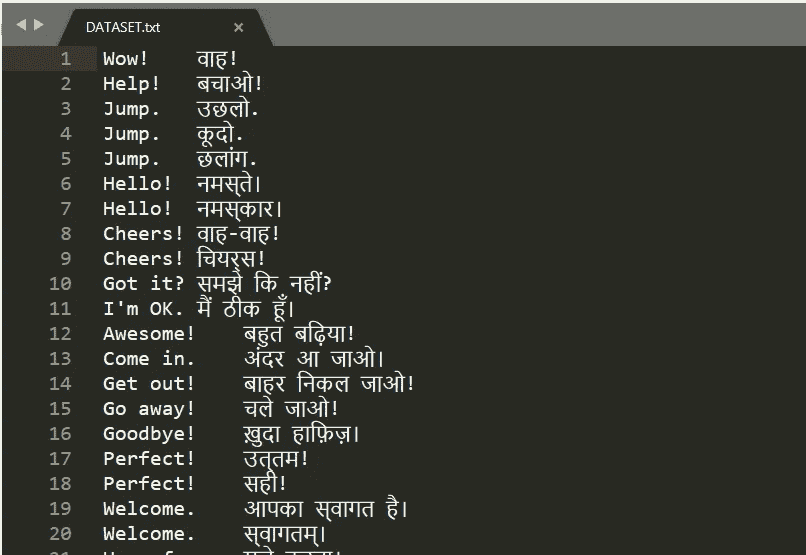 DATASET.txt
1 Wow! वाह!
2 Help! बचाओ!
3 Jump. उछलो.
4 Jump. कूदो.
5 Jump. छलांग.
6 Hello! नमस्ते।
7 Hello! नमस्कार।
8 Cheers! वाह-वाह!
9 Cheers! चियर्स!
10 Got it? समझे कि नहीं?
11 I'm OK. मैं ठीक हूँ।
12 Awesome! बहुत बढ़िया!
13 Come in. अंदर आ जाओ।
14 Get out! बाहर निकल जाओ!
15 Go away! चले जाओ!
16 Goodbye! ख़ुदा हाफ़िज़।
17 Perfect! उत्तम!
18 Perfect! सही!
19 Welcome. आपका स्वागत है।
20 Welcome. स्वागतम्।